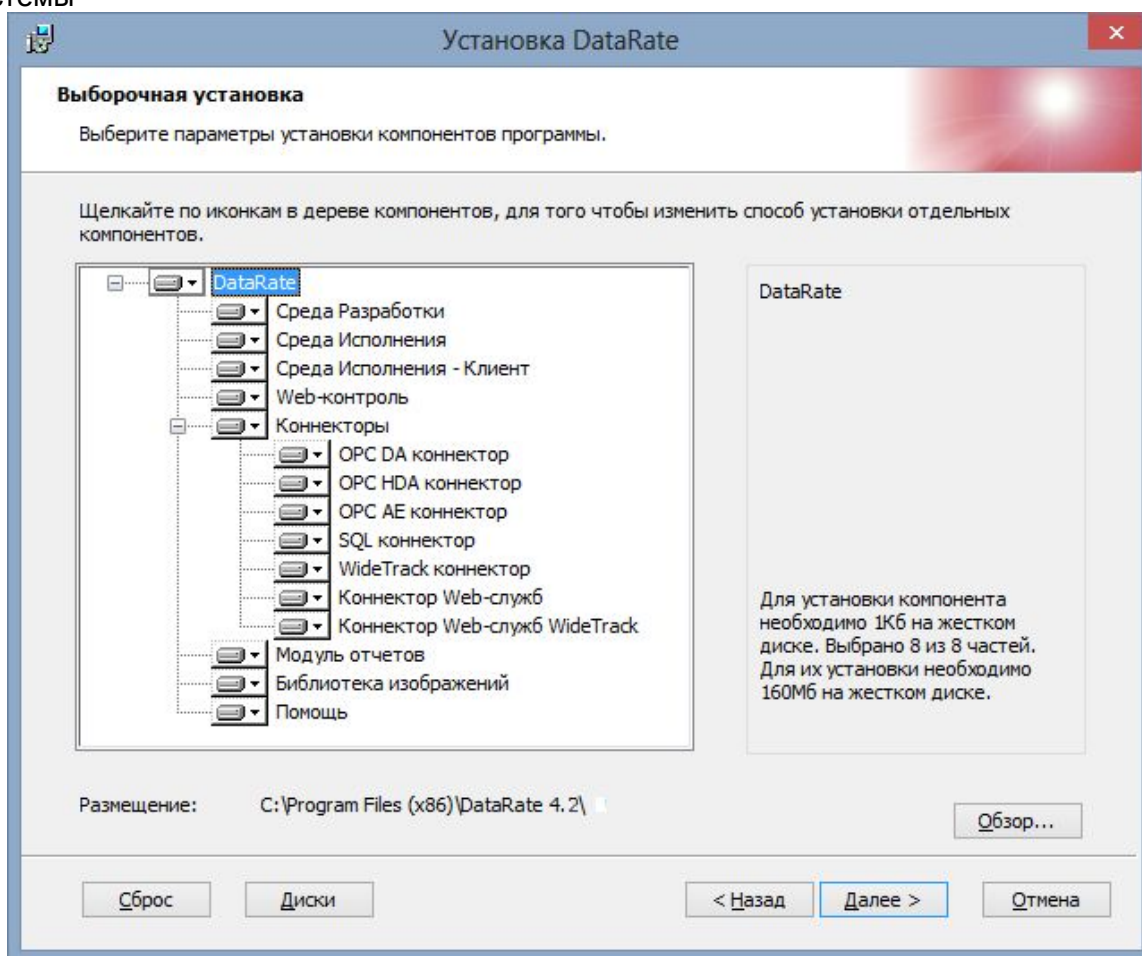 Установка DataRate
Выборочная установка
Выберите параметры установки компонентов программы.
Щелкайте по иконкам в дереве компонентов, для того чтобы изменить способ установки отдельных
компонентов.
DataRate
Среда Разработки
Среда Исполнения
Среда Исполнения - Клиент
Web-контроль
Коннекторы
OPC DA коннектор
OPC HDA коннектор
OPC AE коннектор
SQL коннектор
WideTrack коннектор
Коннектор Web-служб
Коннектор Web-служб WideTrack
Модуль отчетов
Библиотека изображений
Помощь
DataRate
Для установки компонента
необходимо 1Кб на жестком
диске. Выбрано 8 из 8 частей.
Для их установки необходимо
160Мб на жестком диске.
Размещение: C:\Program Files (x86)\DataRate 4.2\
Обзор...
Сброс Диски < Назад Далее > Отмена